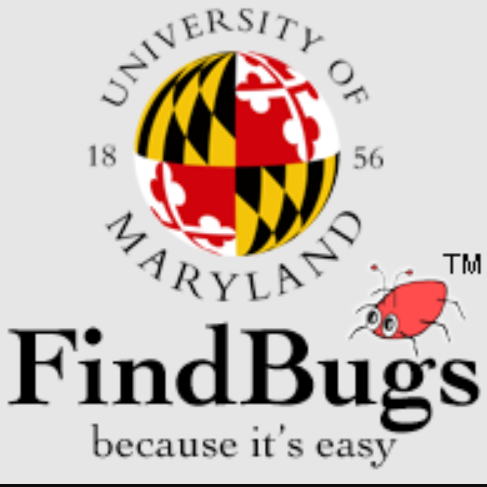 UNIVERSITY OF
18 56
MARYLAND
TM
FindBugs
because it's easy